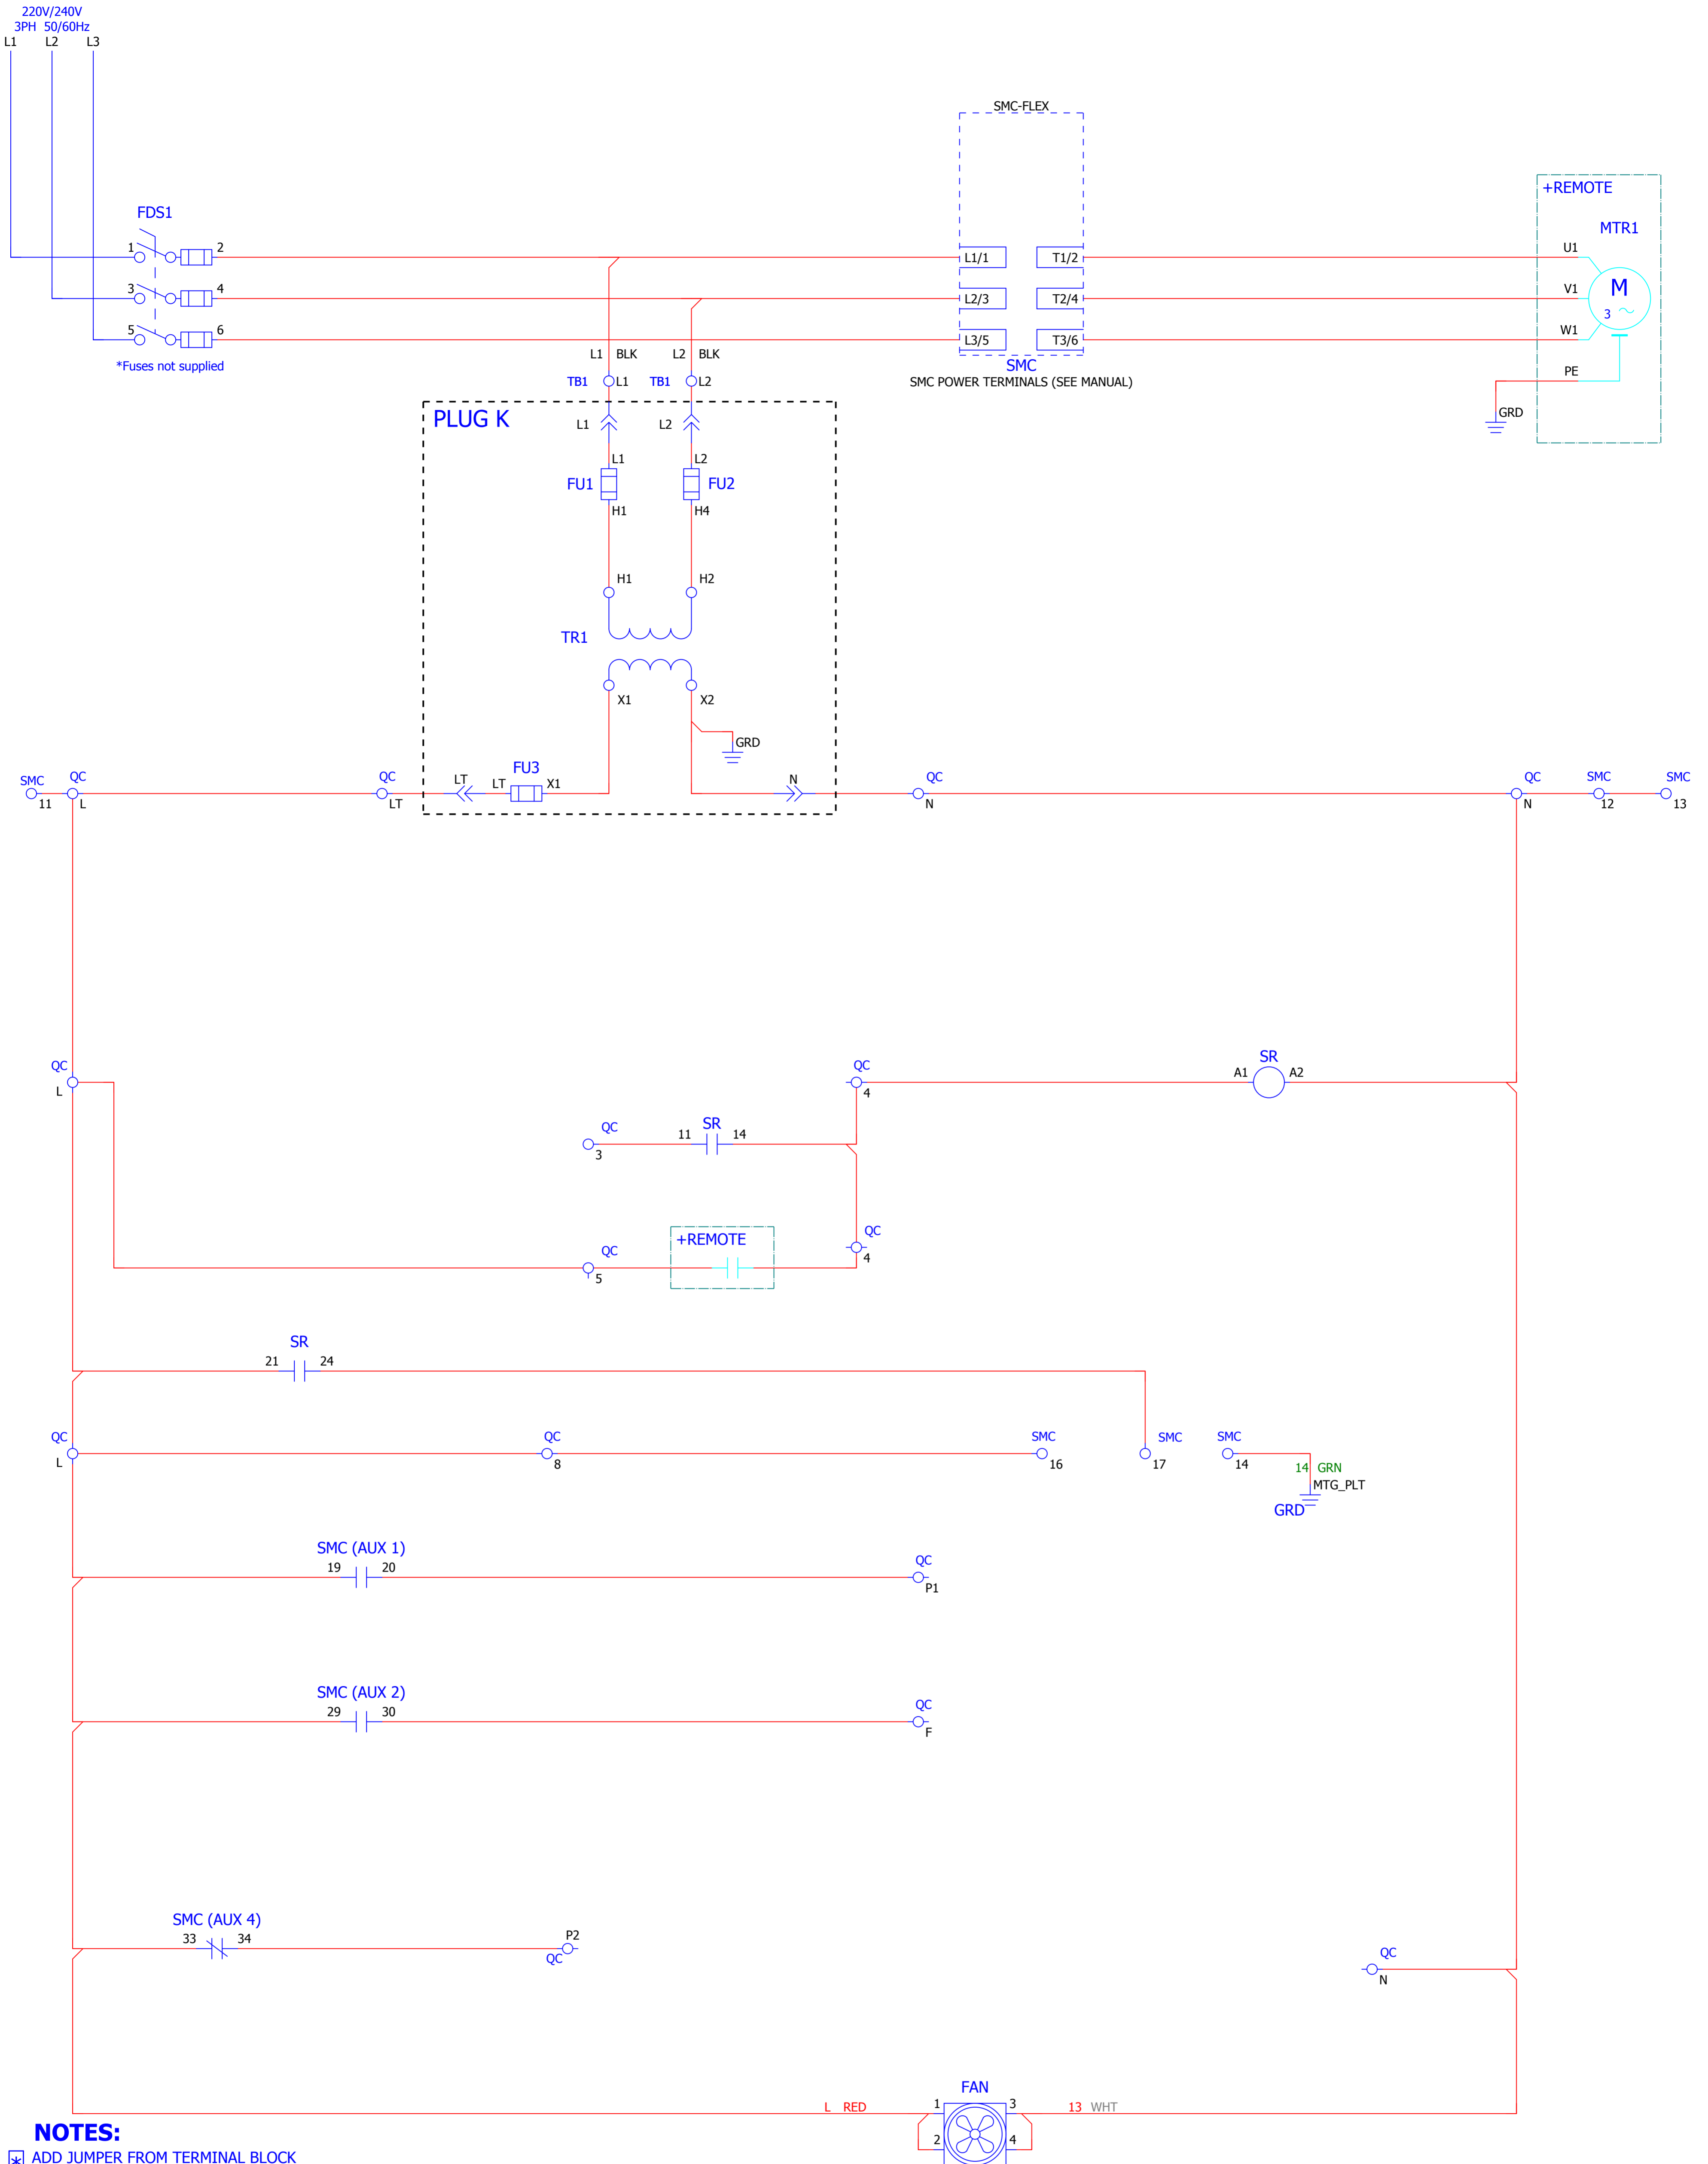 220V/240V
3PH 50/60Hz
L1 L2 L3
SMC-FLEX
+REMOTE
FDS1
MTR1
1 2 L1/1 T1/2 U1
3 4 L2/3 T2/4 V1 M
3
5 6 L3/5 T3/6 W1
*Fuses not supplied
L1 BLK L2 BLK
SMC
SMC POWER TERMINALS (SEE MANUAL)
PE
GRD
TB1 L1 TB1 L2
PLUG K
L1 L2
L1 L2
FU1 FU2
H1 H4
H1 H2
TR1
X1 X2
GRD
SMC QC QC LT LT FU3 X1 N QC QC SMC SMC
11 L LT N N 12 13
QC QC SR
L 4 A1 A2
QC 11 SR 14
3
+REMOTE QC
QC 4
5
SR
21 24
QC QC SMC SMC SMC
L 8 16 17 14
14 GRN
MTG_PLT
GRD
SMC (AUX 1)
19 20 QC
P1
SMC (AUX 2)
29 30 QC
F
SMC (AUX 4)
33 34 P2
QC
QC
N
FAN
L RED 1 3 13 WHT
2 4
NOTES:
* ADD JUMPER FROM TERMINAL BLOCK